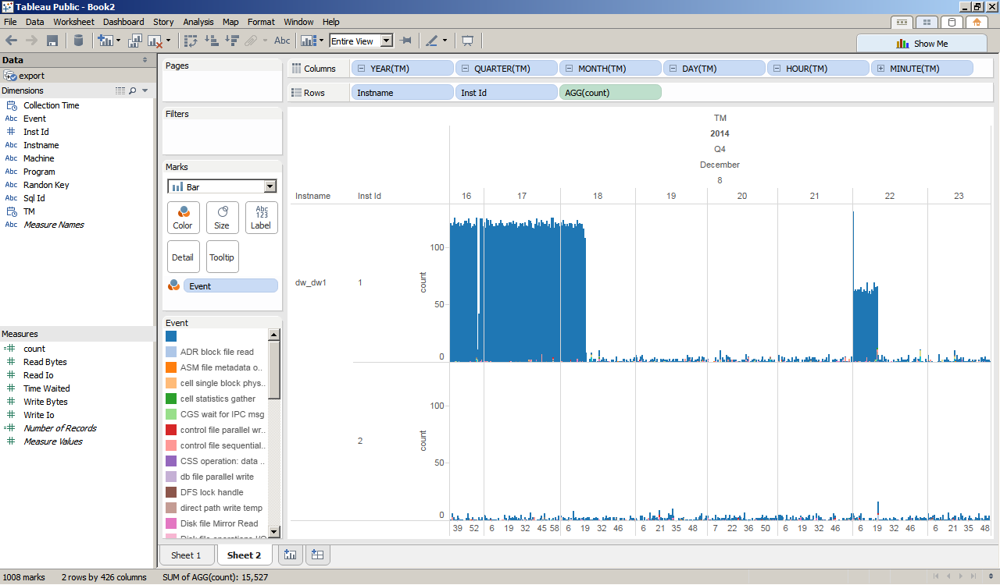 Tableau Public - Book2
File Data Worksheet Dashboard Story Analysis Map Format Window Help
Abc Entire View Show Me
Data
export
Dimensions
Collection Time
Abc Event
Inst Id
Abc Instname
Abc Machine
Abc Program
Abc Randon Key
Abc Sql Id
TM
Abc Measure Names
Measures
count
Read Bytes
Read Io
Time Waited
Write Bytes
Write Io
Number of Records
Measure Values
Pages
Filters
Marks
Bar
Abc
123
Color Size Label
Detail Tooltip
Event
Event
ADR block file read
ASM file metadata o..
cell single block phys..
cell statistics gather
CGS wait for IPC msg
control file parallel wr..
control file sequential..
CSS operation: data ..
db file parallel write
DFS lock handle
direct path write temp
Disk file Mirror Read
Disk file operations I/O
Columns YEAR(TM) QUARTER(TM) MONTH(TM) DAY(TM) HOUR(TM) MINUTE(TM)
Rows Instname Inst Id AGG(count)
TM
2014
Q4
December
8
Instname Inst Id 16 17 18 19 20 21 22 23
100
dw_dw1 1 count
50
0
100
2 count
50
0
39 52 6 19 32 45 58 6 19 32 46 6 21 35 48 7 22 36 50 6 19 32 46 6 19 32 46 6 21 35 48
Sheet 1 Sheet 2
1008 marks 2 rows by 426 columns SUM of AGG(count): 15,527